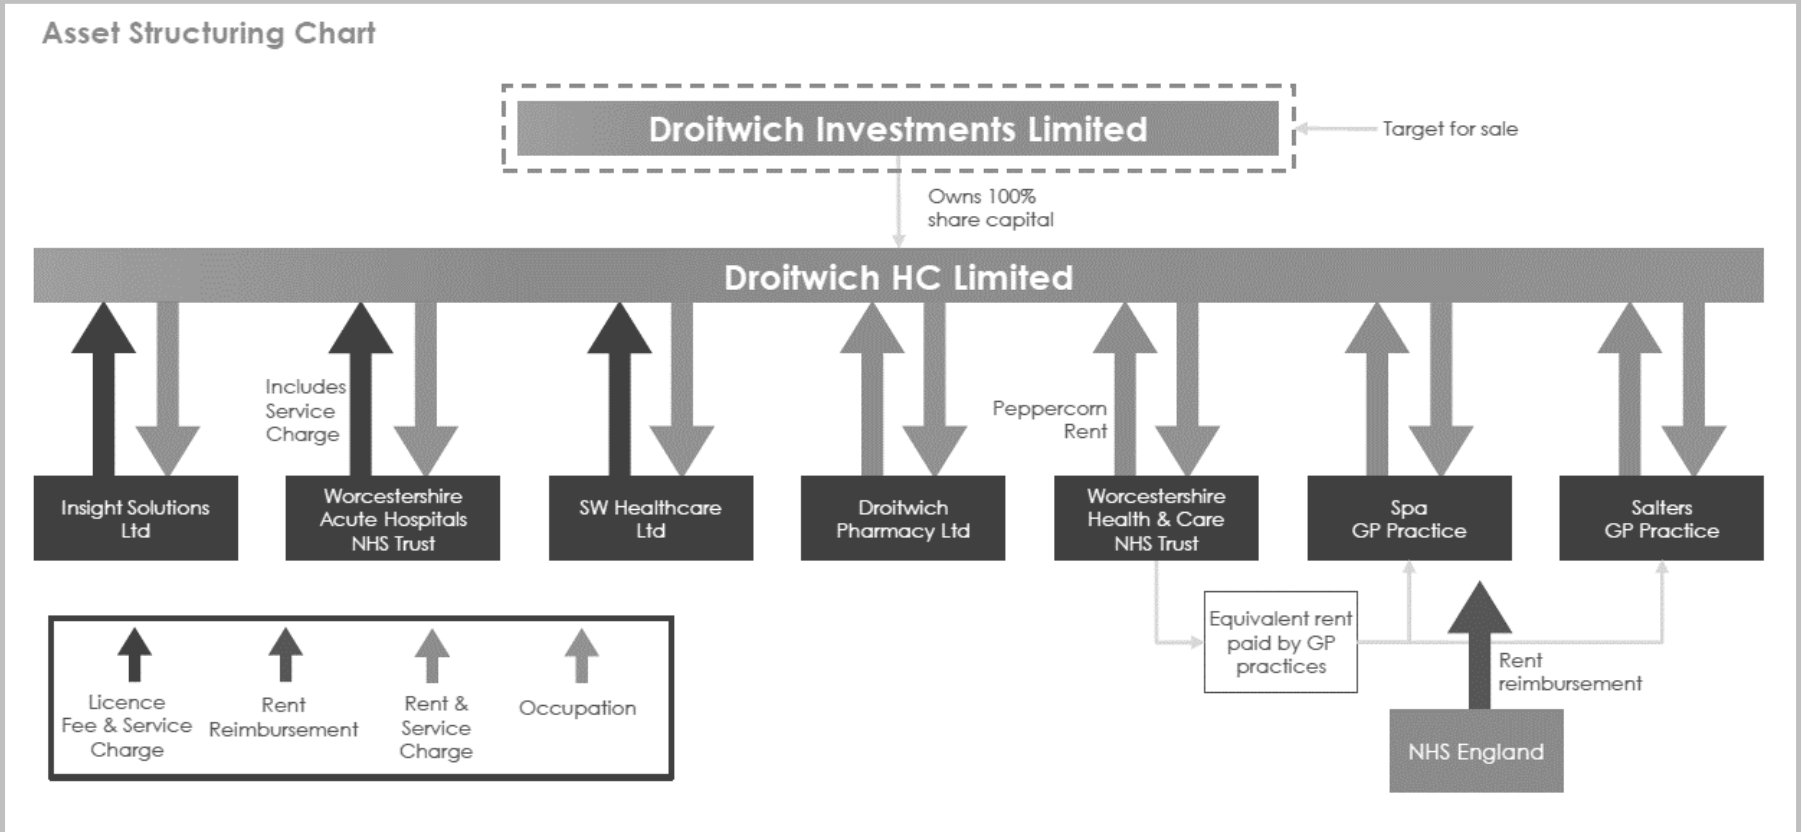 Asset Structuring Chart
Droitwich Investments Limited
Target for sale
Owns 100%
share capital
Droitwich HC Limited
Includes
Service
Charge
Peppercorn
Rent
Insight Solutions
Ltd
Worcestershire
Acute Hospitals
NHS Trust
SW Healthcare
Ltd
Droitwich
Pharmacy Ltd
Worcestershire
Health & Care
NHS Trust
Spa
GP Practice
Salters
GP Practice
Equivalent rent
paid by GP
practices
Rent
reimbursement
NHS England
Licence
Fee & Service
Charge
Rent
Reimbursement
Rent &
Service
Charge
Occupation